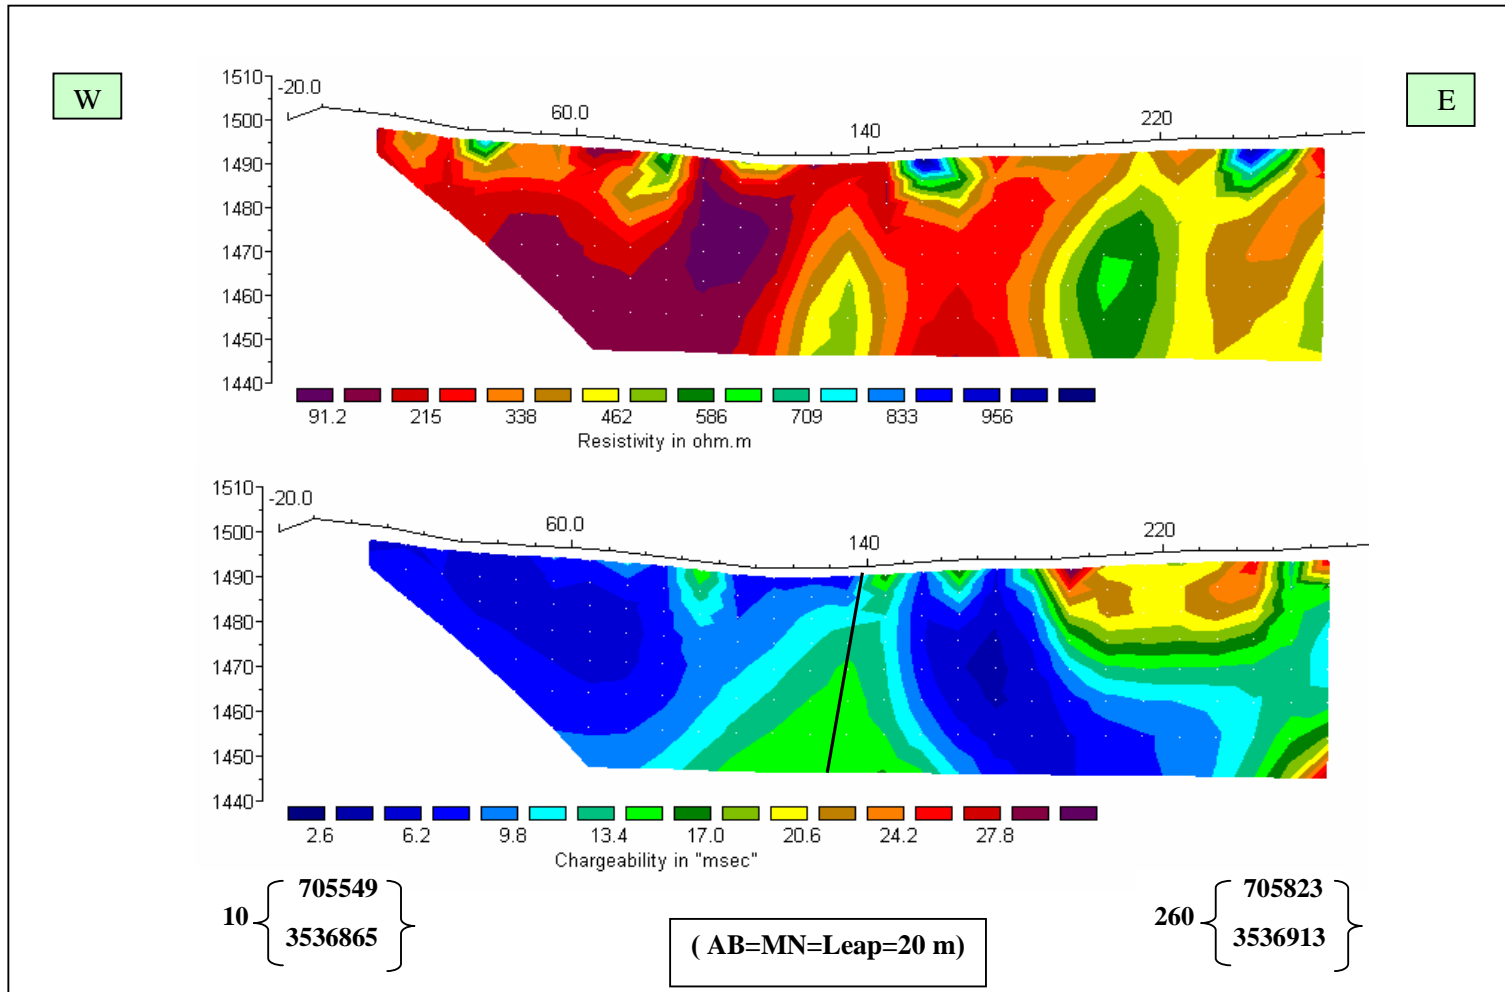 W
E
1510
1500
1490
1480
1470
1460
1450
1440
-20.0
60.0
140
220
91.2 215 338 462 586 709 833 956
Resistivity in ohm.m
1510
1500
1490
1480
1470
1460
1450
1440
-20.0
60.0
140
220
2.6 6.2 9.8 13.4 17.0 20.6 24.2 27.8
Chargeability in "msec"
10 { 705549 }
3536865
( AB=MN=Leap=20 m)
260 { 705823 }
3536913